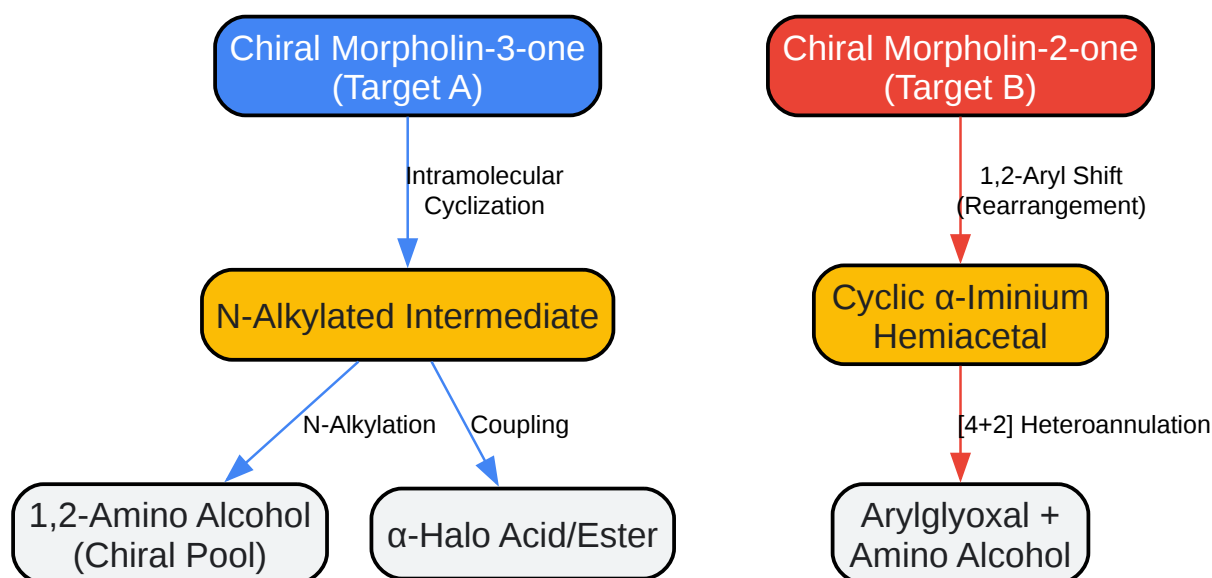 Chiral Morpholin-3-one
(Target A)
Chiral Morpholin-2-one
(Target B)
Intramolecular
Cyclization
1,2-Aryl Shift
(Rearrangement)
N-Alkylated Intermediate
Cyclic α-Iminium
Hemiacetal
N-Alkylation
Coupling
[4+2] Heteroannulation
1,2-Amino Alcohol
(Chiral Pool)
α-Halo Acid/Ester
Arylglyoxal +
Amino Alcohol